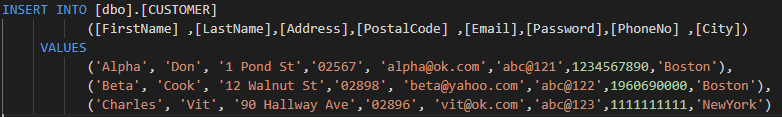 INSERT INTO [dbo].[CUSTOMER]
([FirstName] ,[LastName],[Address],[PostalCode] ,[Email],[Password],[PhoneNo] ,[City])
VALUES
('Alpha', 'Don', '1 Pond St','02567', 'alpha@ok.com','abc@121',1234567890,'Boston'),
('Beta', 'Cook', '12 Walnut St','02898', 'beta@yahoo.com','abc@122',1960690000,'Boston'),
('Charles', 'Vit', '90 Hallway Ave','02896', 'vit@ok.com','abc@123',1111111111,'NewYork')